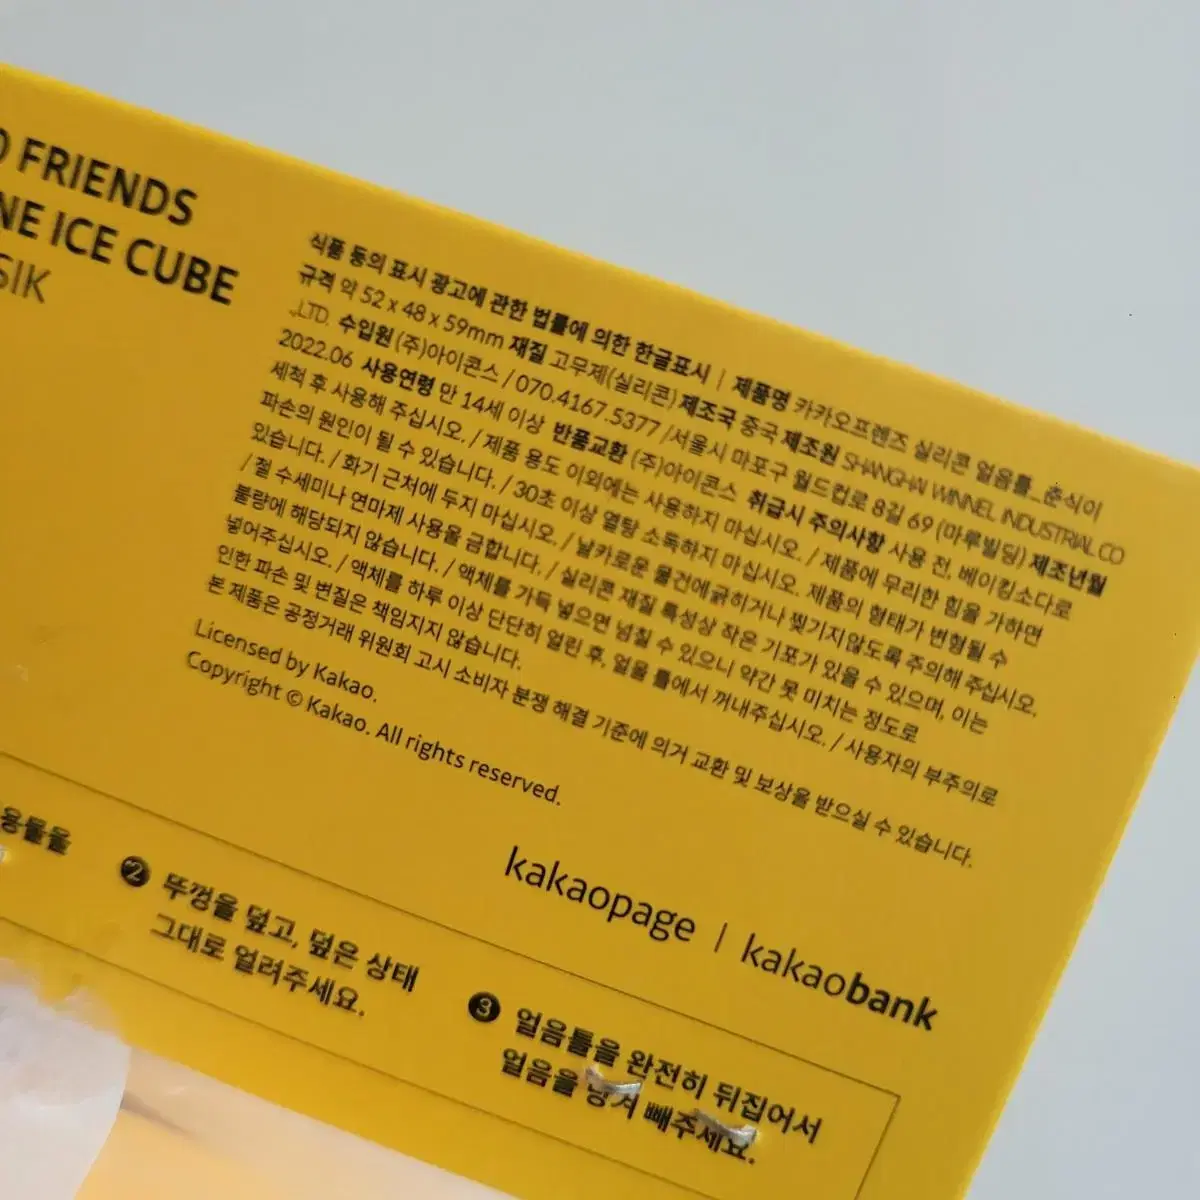 O FRIENDS
NE ICE CUBE
SIK
식품 등의 표시 광고에 관한 법률에 의한 한글표시 | 제품명 카카오프렌즈 실리콘 얼음틀_춘식이
규격 약 52 x 48 x 59mm 재질 고무제(실리콘) 제조국 중국 제조원 SHANGHAI WINNEL INDUSTRIAL CO
.,LTD. 수입원 (주)아이콘스 / 070.4167.5377 /서울시 마포구 월드컵로 8길 69 (마루빌딩) 제조년월
2022.06 사용연령 만 14세 이상 반품교환 (주)아이콘스 취급시 주의사항 사용 전, 베이킹소다로
세척 후 사용해 주십시오. / 제품 용도 이외에는 사용하지 마십시오. / 제품에 무리한 힘을 가하면
파손의 원인이 될 수 있습니다. / 30초 이상 열탕 소독하지 마십시오. 제품의 형태가 변형될 수
있습니다. / 화기 근처에 두지 마십시오. / 날카로운 물건에긁히거나 찢기지않도록 주의해 주십시오.
/ 철 수세미나 연마제 사용을 금합니다. / 실리콘 재질 특성상 작은 기포가 있을 수 있으며, 이는
불량에 해당되지 않습니다. / 액체를 가득 넣으면 넘칠 수 있으니 약간 못 미치는 정도로
넣어주십시오. / 액체를 하루 이상 단단히 얼린 후, 얼음 틀에서 꺼내주십시오. / 사용자의 부주의로
인한 파손 및 변질은 책임지지 않습니다.
본 제품은 공정거래 위원회 고시 소비자 분쟁 해결 기준에 의거 교환 및 보상을 받으실 수 있습니다.
Licensed by Kakao.
Copyright © Kakao. All rights reserved.
kakaopage | kakaobank
용물을
2 뚜껑을 덮고, 덮은 상태
그대로 얼려주세요.
3 얼음틀을 완전히 뒤집어서
얼음을 당겨 빼주세요.